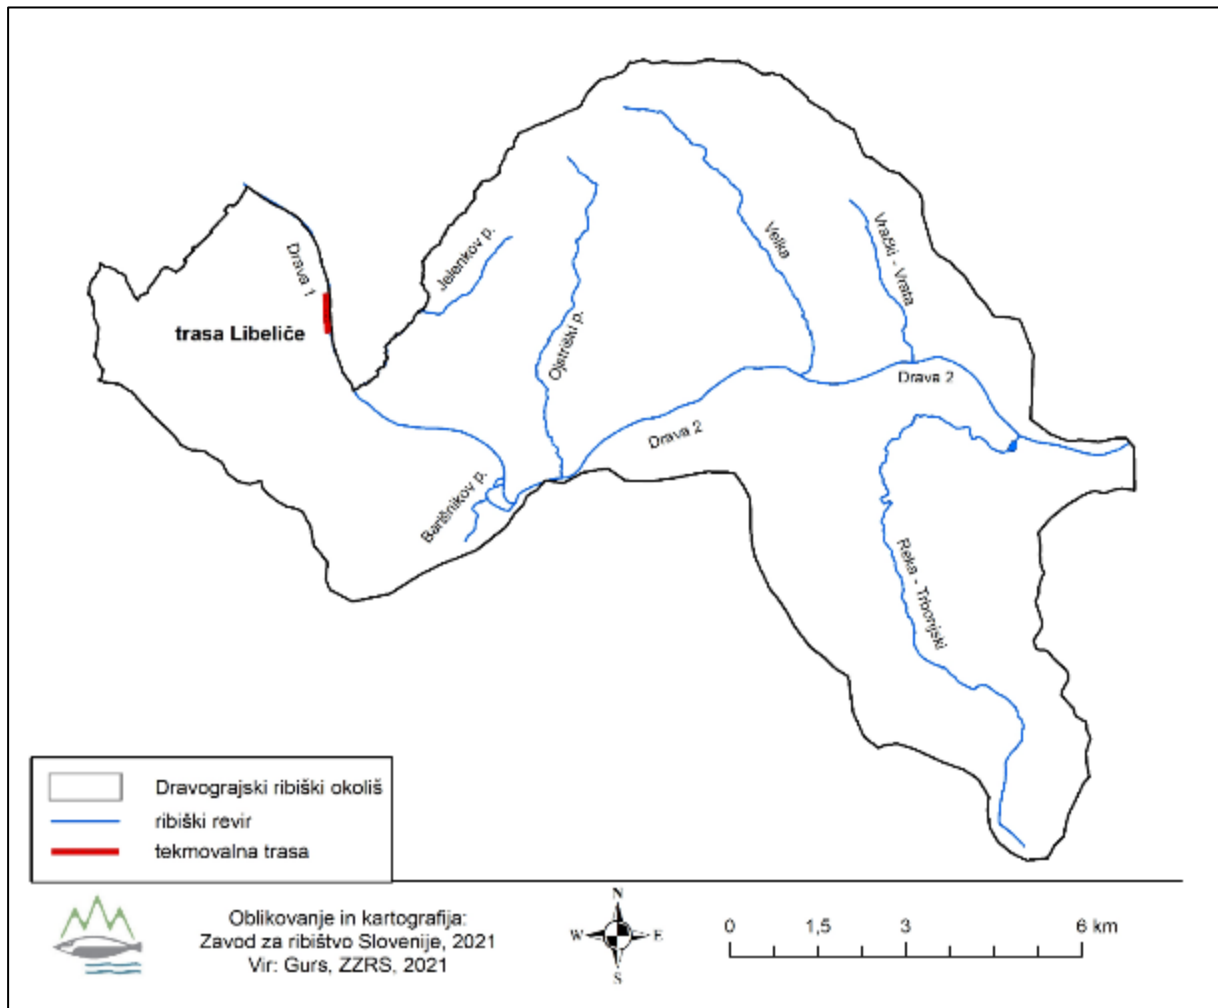 Drava 1
trasa Libeliče
Jelenkov p.
Ojstriški p.
Velka
Vrački - Vrata
Drava 2
Drava 2
Barišnikov p.
Reka - Trbonjski
Dravograjski ribiški okoliš
ribiški revir
tekmovalna trasa
Oblikovanje in kartografija:
Zavod za ribištvo Slovenije, 2021
Vir: Gurs, ZZRS, 2021
N
W E
S
0 1,5 3 6 km